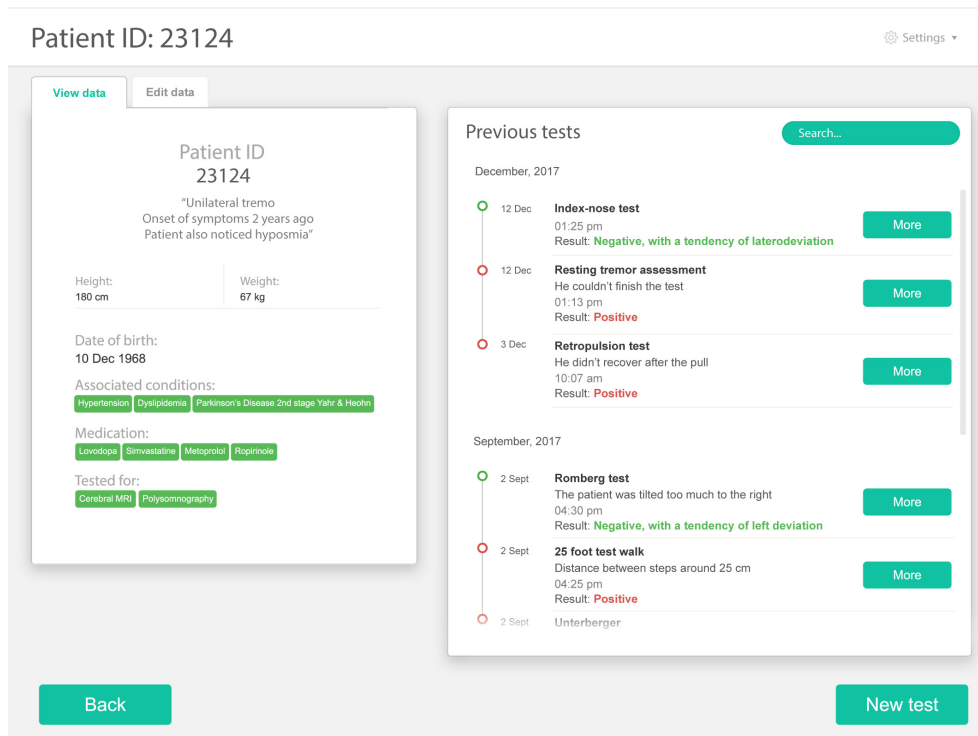 Patient ID: 23124
Settings
View data
Edit data
Patient ID
23124
“Unilateral tremo
Onset of symptoms 2 years ago
Patient also noticed hyposmia”
Height:
180 cm
Weight:
67 kg
Date of birth:
10 Dec 1968
Associated conditions:
Hypertension Dyslipidemia Parkinson's Disease 2nd stage Yahr & Heohn
Medication:
Lovodopa Simvastatine Metoprolol Ropirinole
Tested for:
Cerebral MRI Polysomnography
Previous tests
Search...
December, 2017
12 Dec
Index-nose test
01:25 pm
Result: Negative, with a tendency of laterodeviation
More
12 Dec
Resting tremor assessment
He couldn’t finish the test
01:13 pm
Result: Positive
More
3 Dec
Retropulsion test
He didn’t recover after the pull
10:07 am
Result: Positive
More
September, 2017
2 Sept
Romberg test
The patient was tilted too much to the right
04:30 pm
Result: Negative, with a tendency of left deviation
More
2 Sept
25 foot test walk
Distance between steps around 25 cm
04:25 pm
Result: Positive
More
2 Sept
Unterberger
Back
New test